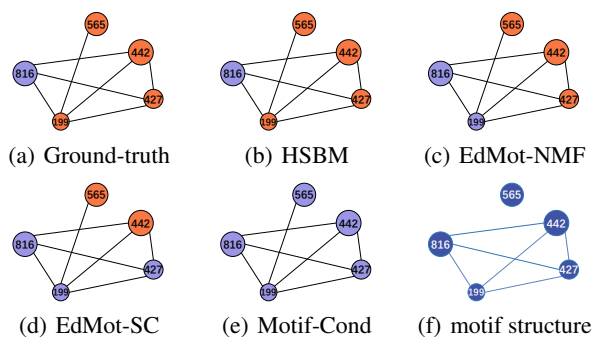 565 565 565
442 442 442
816 816 816
427 427 427
199 199 199
(a) Ground-truth (b) HSBM (c) EdMot-NMF
565 565 565
442 442 442
816 816 816
427 427 427
199 199 199
(d) EdMot-SC (e) Motif-Cond (f) motif structure